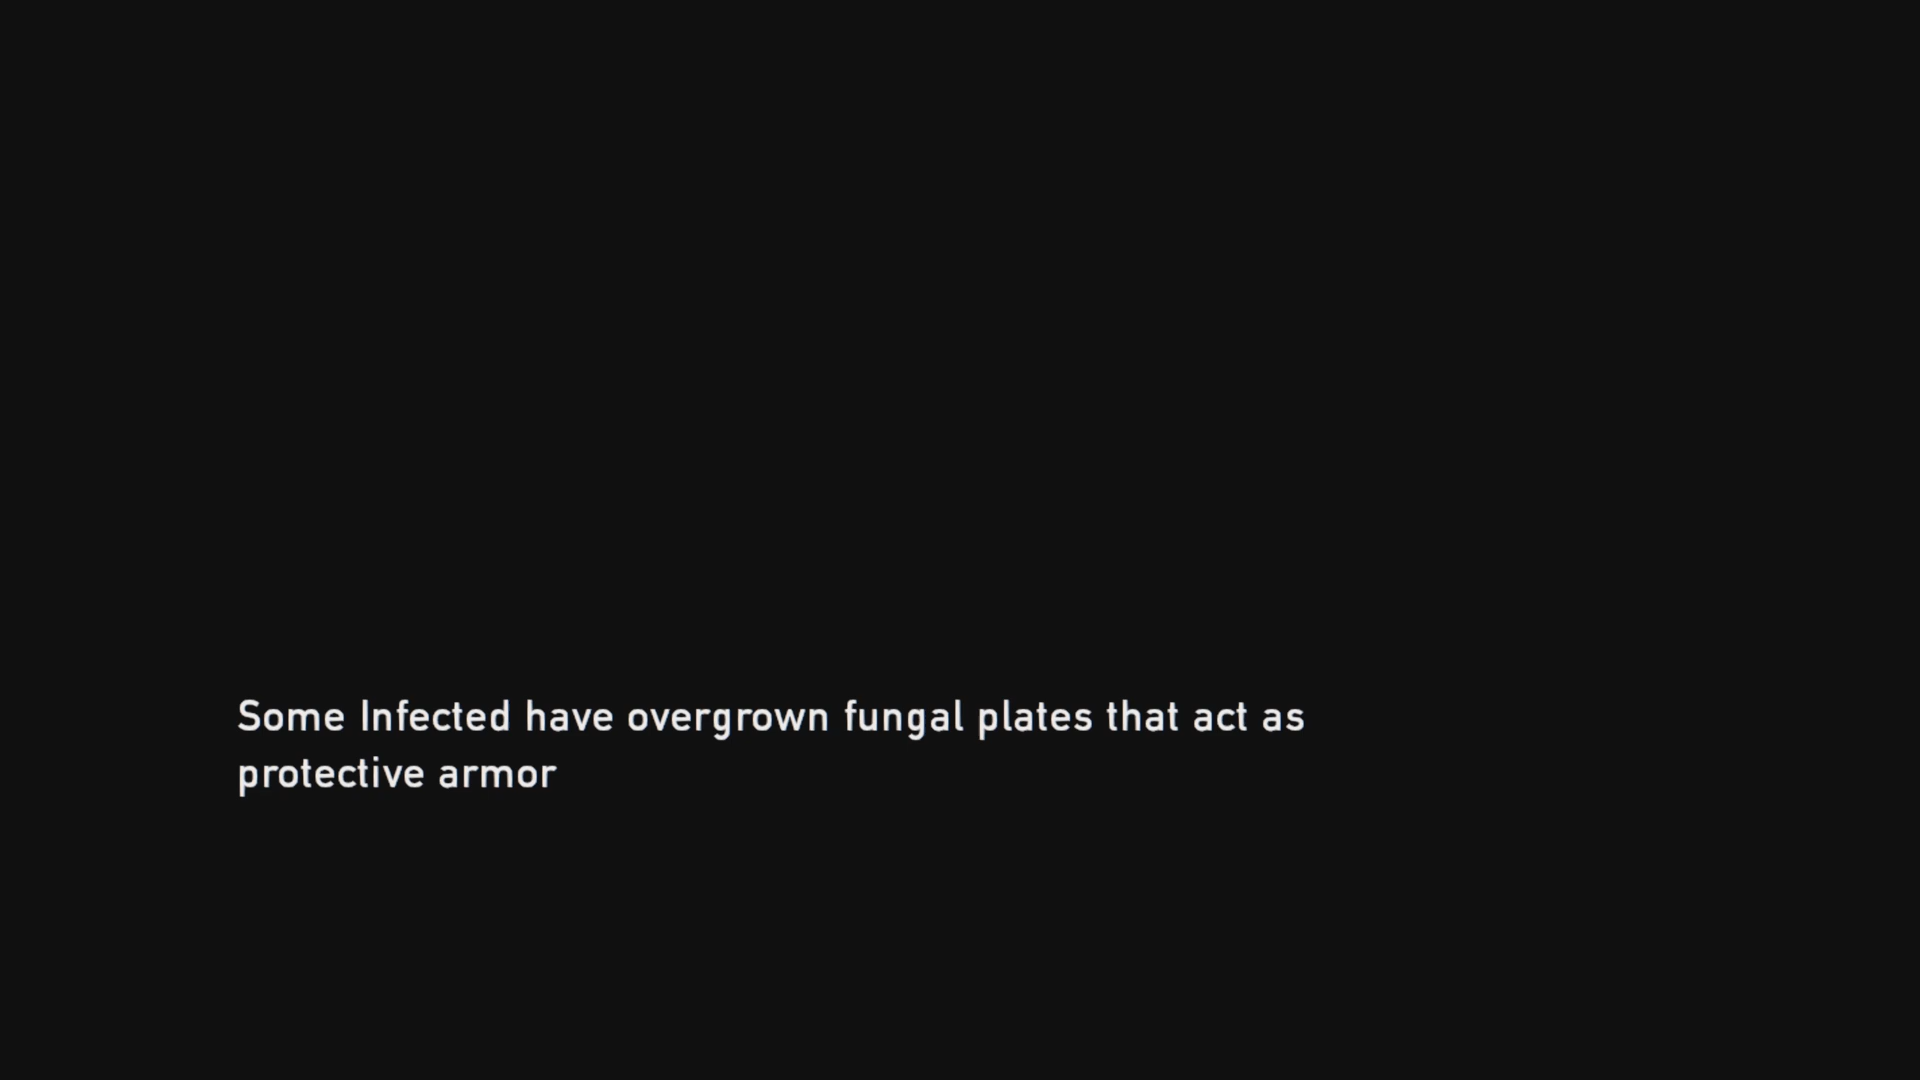 Some Infected have overgrown fungal plates that act as
protective armor